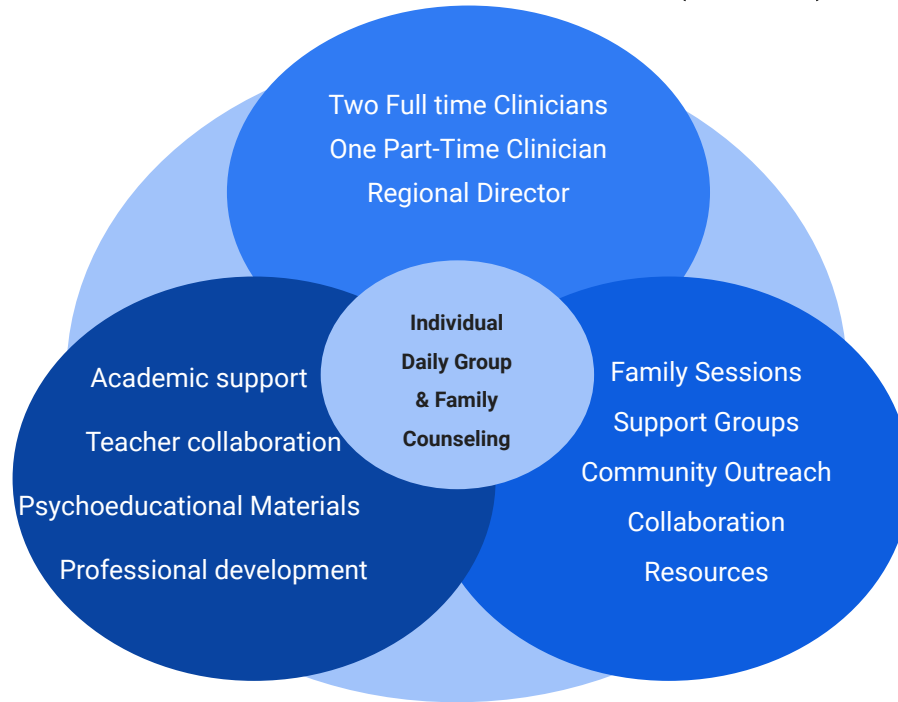 Two Full time Clinicians
One Part-Time Clinician
Regional Director
Individual
Daily Group
& Family
Counseling
Academic support
Teacher collaboration
Psychoeducational Materials
Professional development
Family Sessions
Support Groups
Community Outreach
Collaboration
Resources